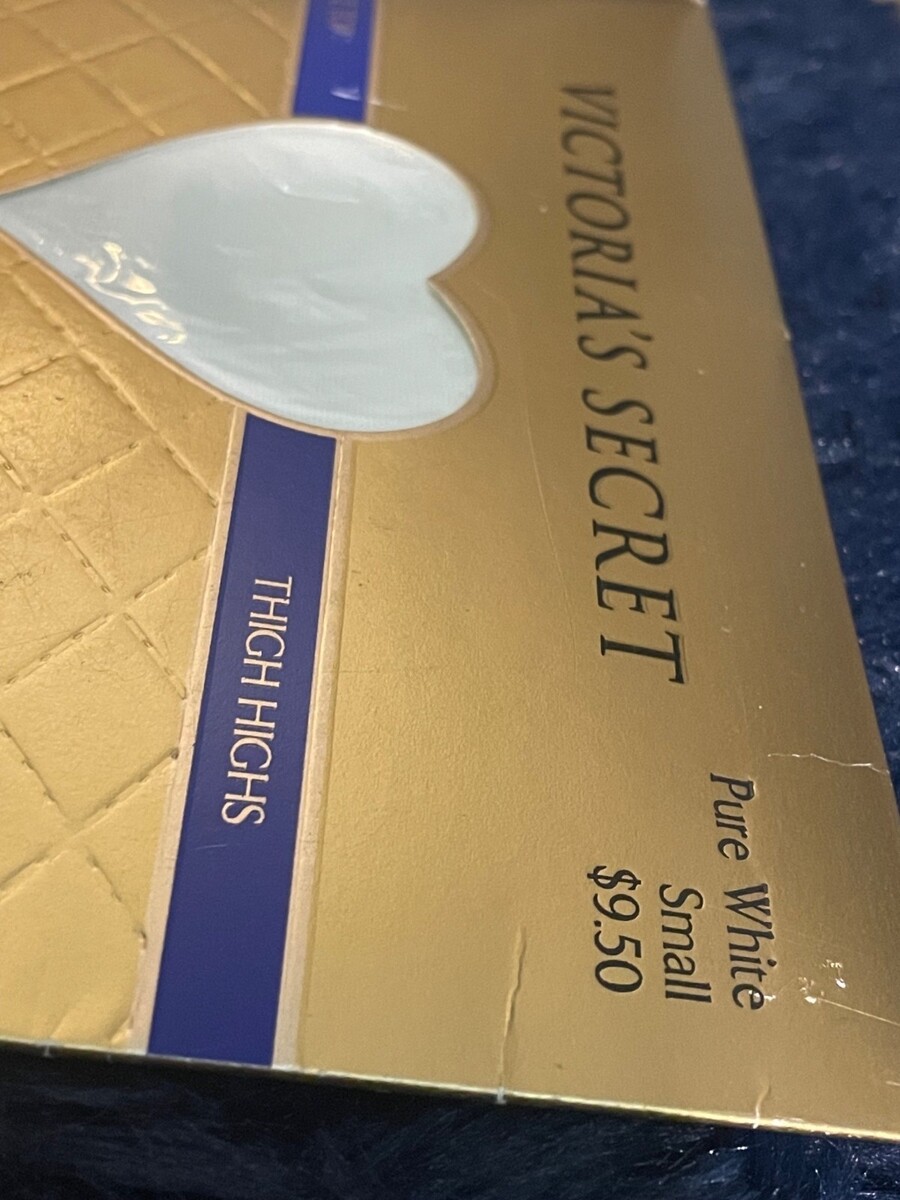 VICTORIA'S SECRET
Pure White
Small
$9.50
THIGH HIGHS